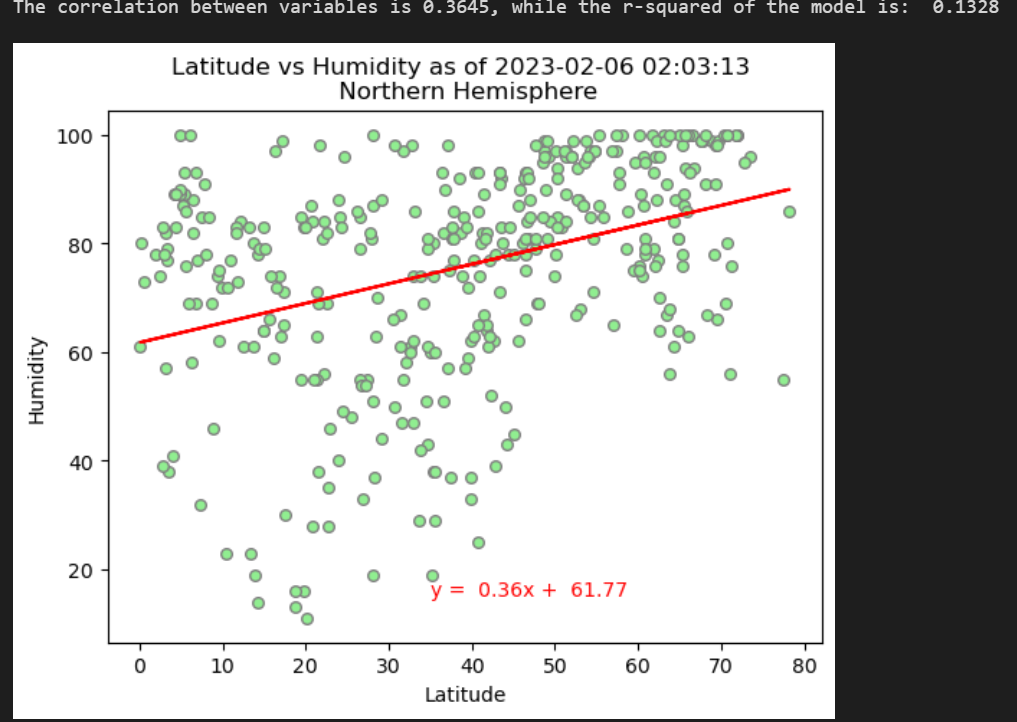 The correlation between variables is 0.3645, while the r-squared of the model is:  0.1328
Latitude vs Humidity as of 2023-02-06 02:03:13
Northern Hemisphere
100
80
60
40
20
Humidity
y =  0.36x +  61.77
0 10 20 30 40 50 60 70 80
Latitude